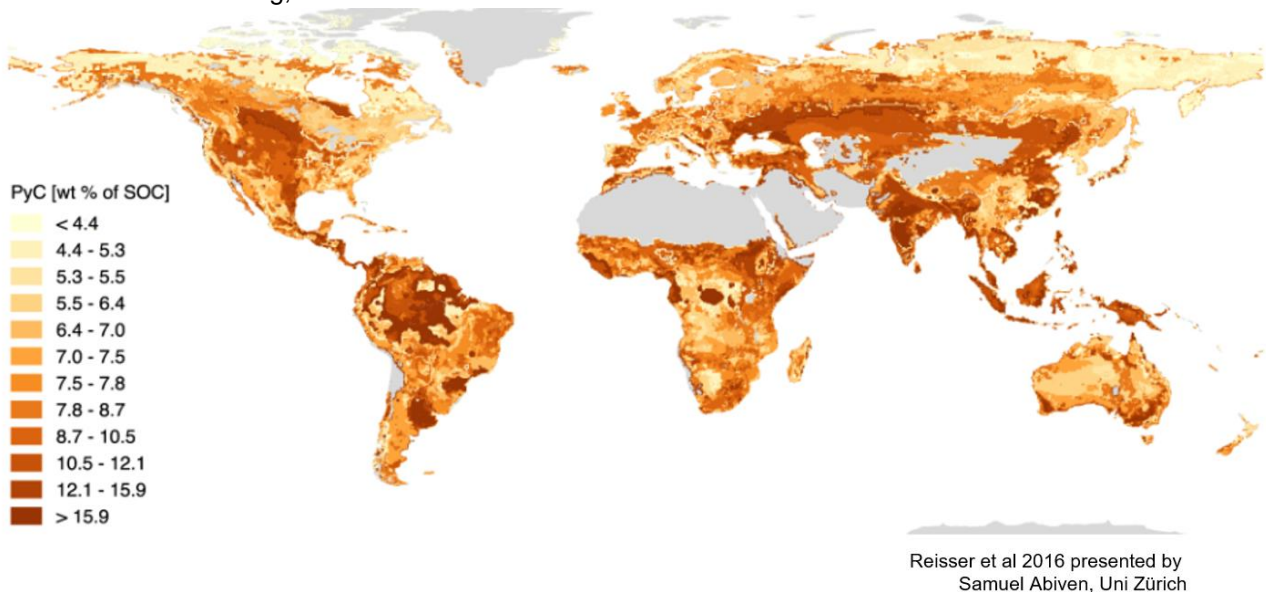 PyC [wt % of SOC]
< 4.4
4.4 - 5.3
5.3 - 5.5
5.5 - 6.4
6.4 - 7.0
7.0 - 7.5
7.5 - 7.8
7.8 - 8.7
8.7 - 10.5
10.5 - 12.1
12.1 - 15.9
> 15.9
Reisser et al 2016 presented by
Samuel Abiven, Uni Zürich